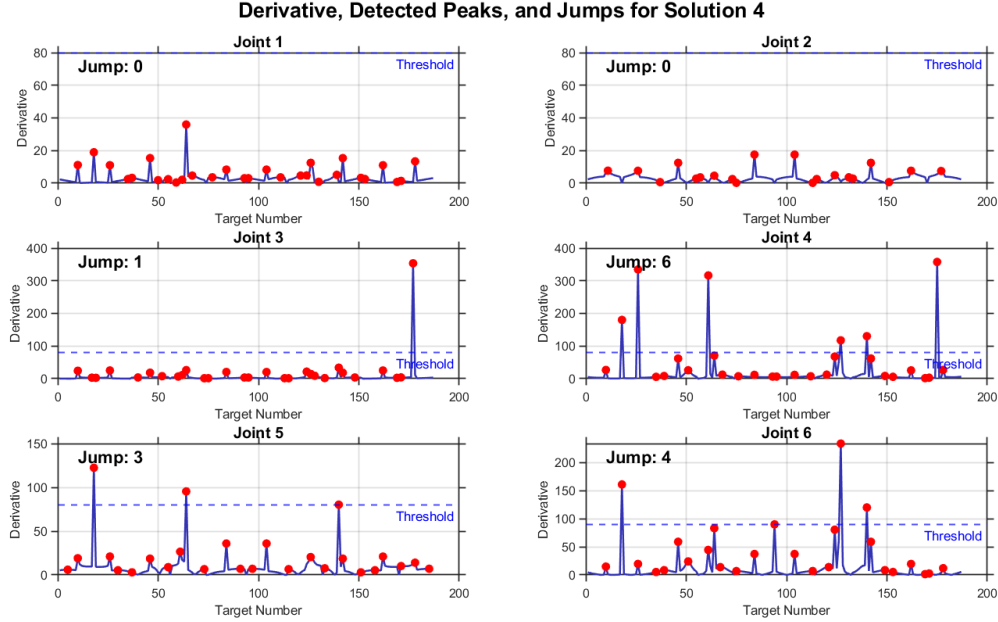 Derivative, Detected Peaks, and Jumps for Solution 4
Joint 1
Jump: 0
Threshold
Derivative
80
60
40
20
0
0 50 100 150 200
Target Number
Joint 2
Jump: 0
Threshold
Derivative
80
60
40
20
0
0 50 100 150 200
Target Number
Joint 3
Jump: 1
Threshold
Derivative
400
300
200
100
0
0 50 100 150 200
Target Number
Joint 4
Jump: 6
Threshold
Derivative
400
300
200
100
0
0 50 100 150 200
Target Number
Joint 5
Jump: 3
Threshold
Derivative
150
100
50
0
0 50 100 150 200
Target Number
Joint 6
Jump: 4
Threshold
Derivative
200
150
100
50
0
0 50 100 150 200
Target Number